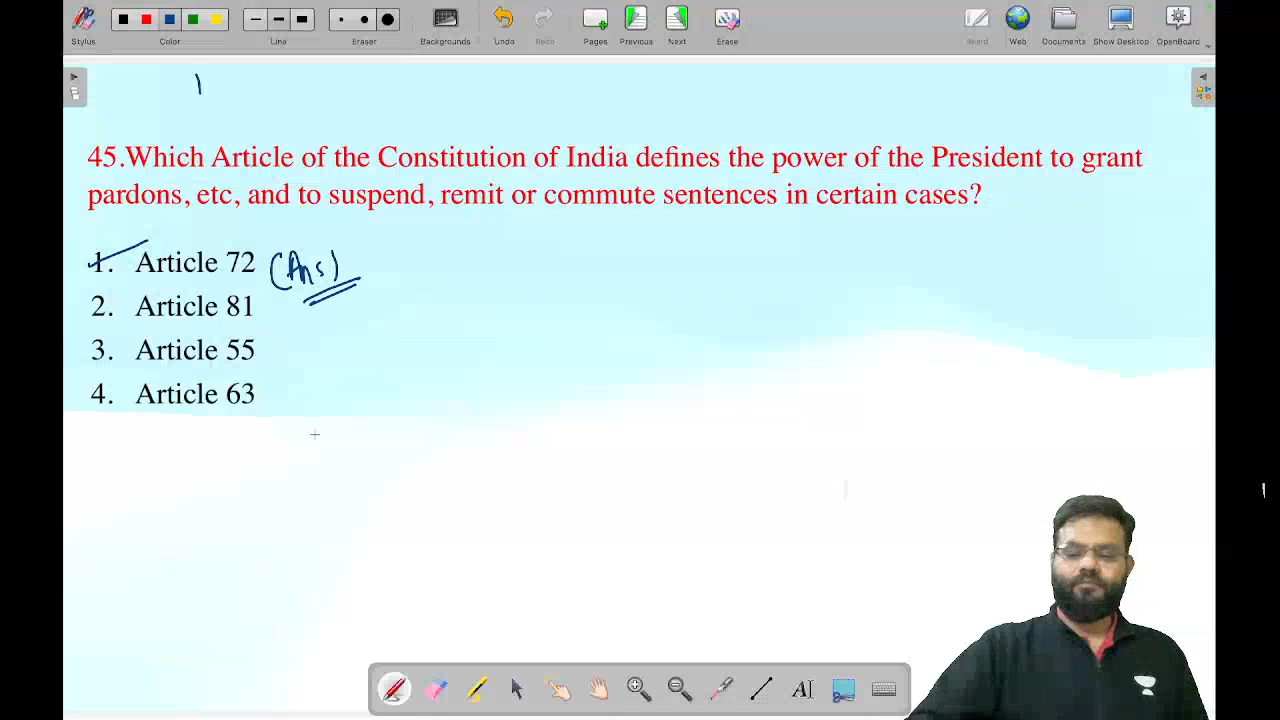 Stylus
Color
Line
Eraser
Backgrounds
Undo
Redo
Pages
Previous
Next
Erase
Board
Web
Documents
Show Desktop
OpenBoard
45.Which Article of the Constitution of India defines the power of the President to grant
pardons, etc, and to suspend, remit or commute sentences in certain cases?
1. Article 72 (Ans)
2. Article 81
3. Article 55
4. Article 63